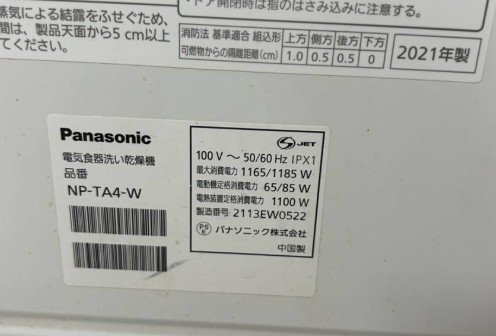 ・ドア開閉時は指のはさみ込みに注意する。
蒸気による結露をふせぐため、
間は、製品天面から5 cm以上
てください。
消防法 基準適合 組込形 上方 側方 後方 下方
可燃物からの離隔距離(cm) 1.0 0.5 0.5 0
2021年製
Panasonic
電気食器洗い乾燥機
品番
NP-TA4-W
JET
100 V ～ 50/60 Hz IPX1
最大消費電力 1165/1185 W
電動機定格消費電力 65/85 W
電熱装置定格消費電力 1100 W
製造番号 2113EW0522
PS E パナソニック株式会社
中国製